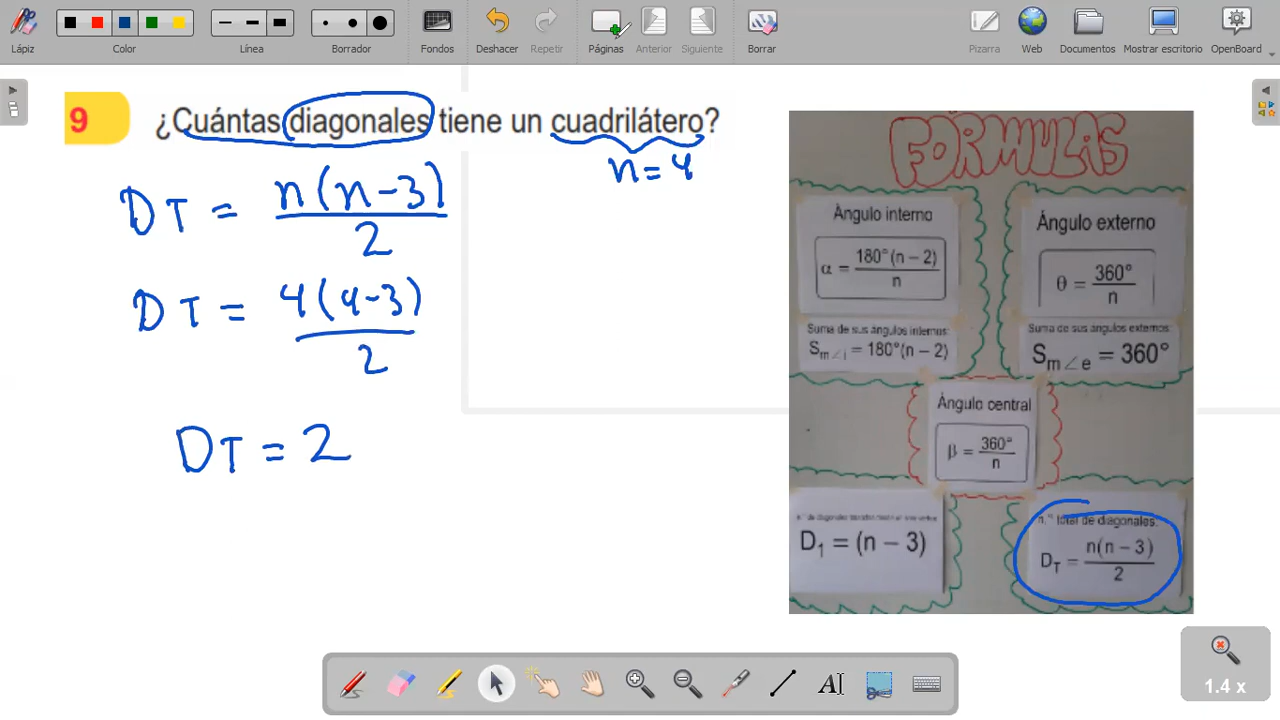 Lápiz Color Línea Borrador Fondos Deshacer Repetir Páginas Anterior Siguiente Borrar Pizarra Web Documentos Mostrar escritorio OpenBoard
9 ¿Cuántas diagonales tiene un cuadrilátero?
n = 4
DT = n(n-3)/2
DT = 4(4-3)/2
DT = 2
FORMULAS
Ángulo interno
α = 180°(n – 2)/n
Suma de sus ángulos internos:
Sm∠i = 180°(n – 2)
Ángulo externo
θ = 360°/n
Suma de sus ángulos externos:
Sm∠e = 360°
Ángulo central
β = 360°/n
D1 = (n – 3)
n.° total de diagonales:
DT = n(n – 3)/2
1.4 x